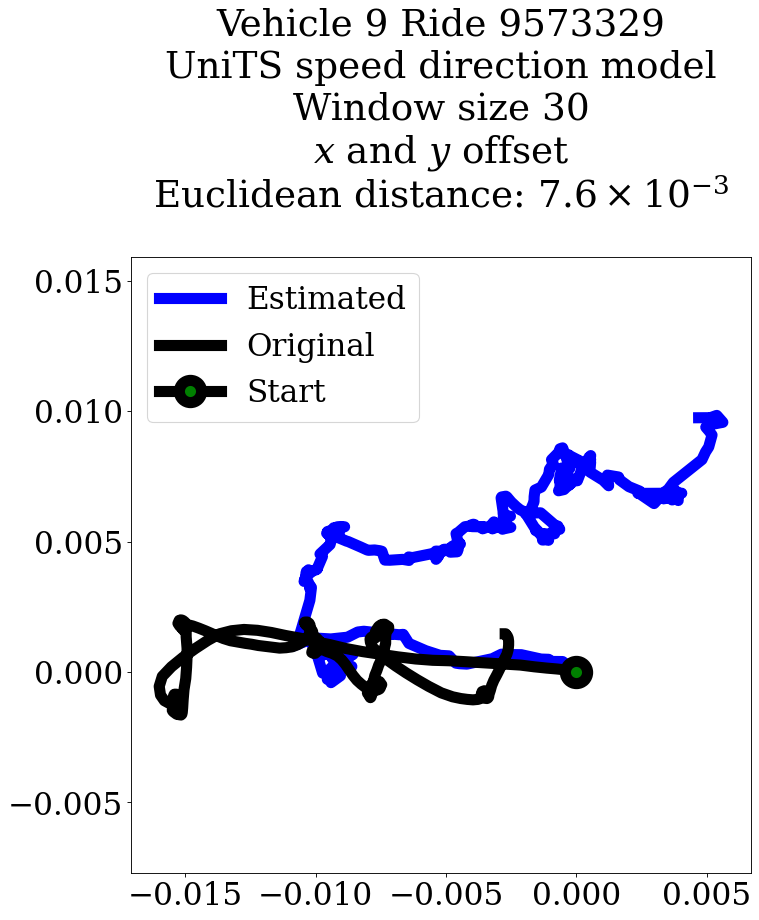 Vehicle 9 Ride 9573329
UniTS speed direction model
Window size 30
x and y offset
Euclidean distance: 7.6 × 10⁻³
0.015
0.010
0.005
0.000
−0.005
Estimated
Original
Start
−0.015 −0.010 −0.005 0.000 0.005